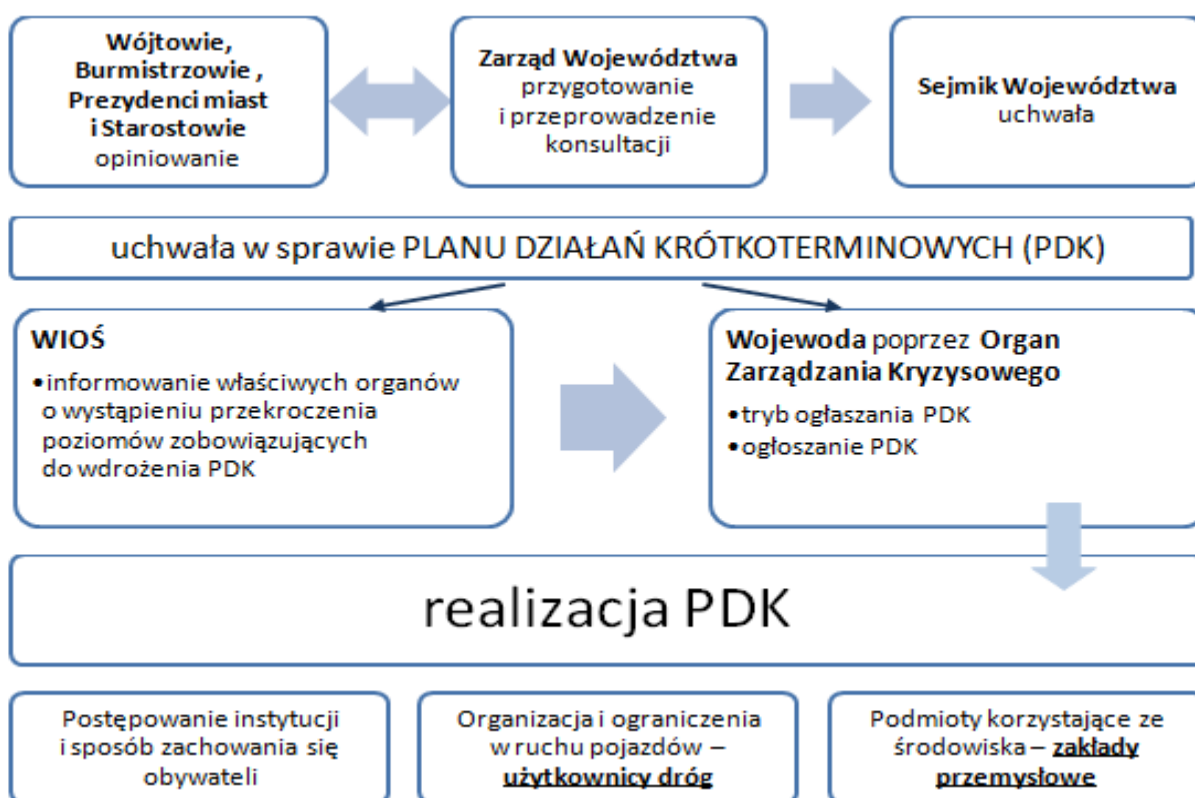 Wójtowie,
Burmistrzowie ,
Prezydenci miast
i Starostowie
opiniowanie
Zarząd Województwa
przygotowanie
i przeprowadzenie
konsultacji
Sejmik Województwa
uchwała
uchwała w sprawie PLANU DZIAŁAŃ KRÓTKOTERMINOWYCH (PDK)
WIOŚ
•informowanie właściwych organów
o wystąpieniu przekroczenia
poziomów zobowiązujących
do wdrożenia PDK
Wojewoda poprzez Organ
Zarządzania Kryzysowego
•tryb ogłaszania PDK
•ogłoszanie PDK
realizacja PDK
Postępowanie instytucji
i sposób zachowania się
obywateli
Organizacja i ograniczenia
w ruchu pojazdów –
użytkownicy dróg
Podmioty korzystające ze
środowiska – zakłady
przemysłowe